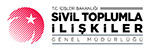 T.C. İÇİŞLERİ BAKANLIĞI
SİVİL TOPLUMLA
İLİŞKİLER
GENEL MÜDÜRLÜĞÜ